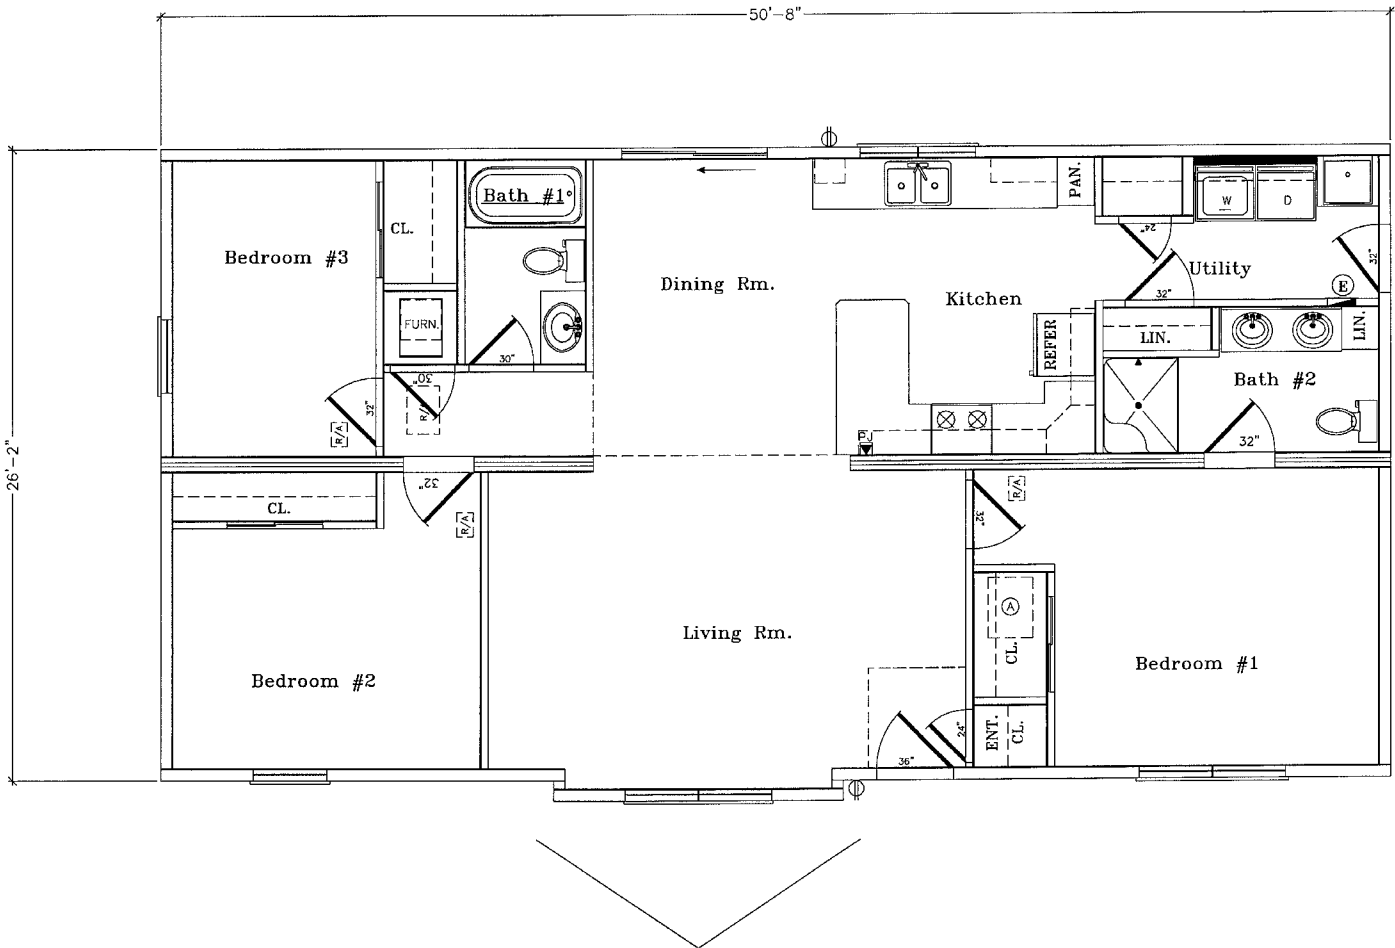 50'-8"
26'-2"
Bath #1
PAN.
W
D
CL.
24"
32"
Bedroom #3
Utility
Dining Rm.
E
Kitchen
32"
FURN.
REFER
LIN.
LIN.
30"
30"
Bath #2
R/A
32"
R/A
PJ
32"
32"
R/A
CL.
R/A
32"
A
CL.
Living Rm.
Bedroom #1
Bedroom #2
ENT.
CL.
24"
36"